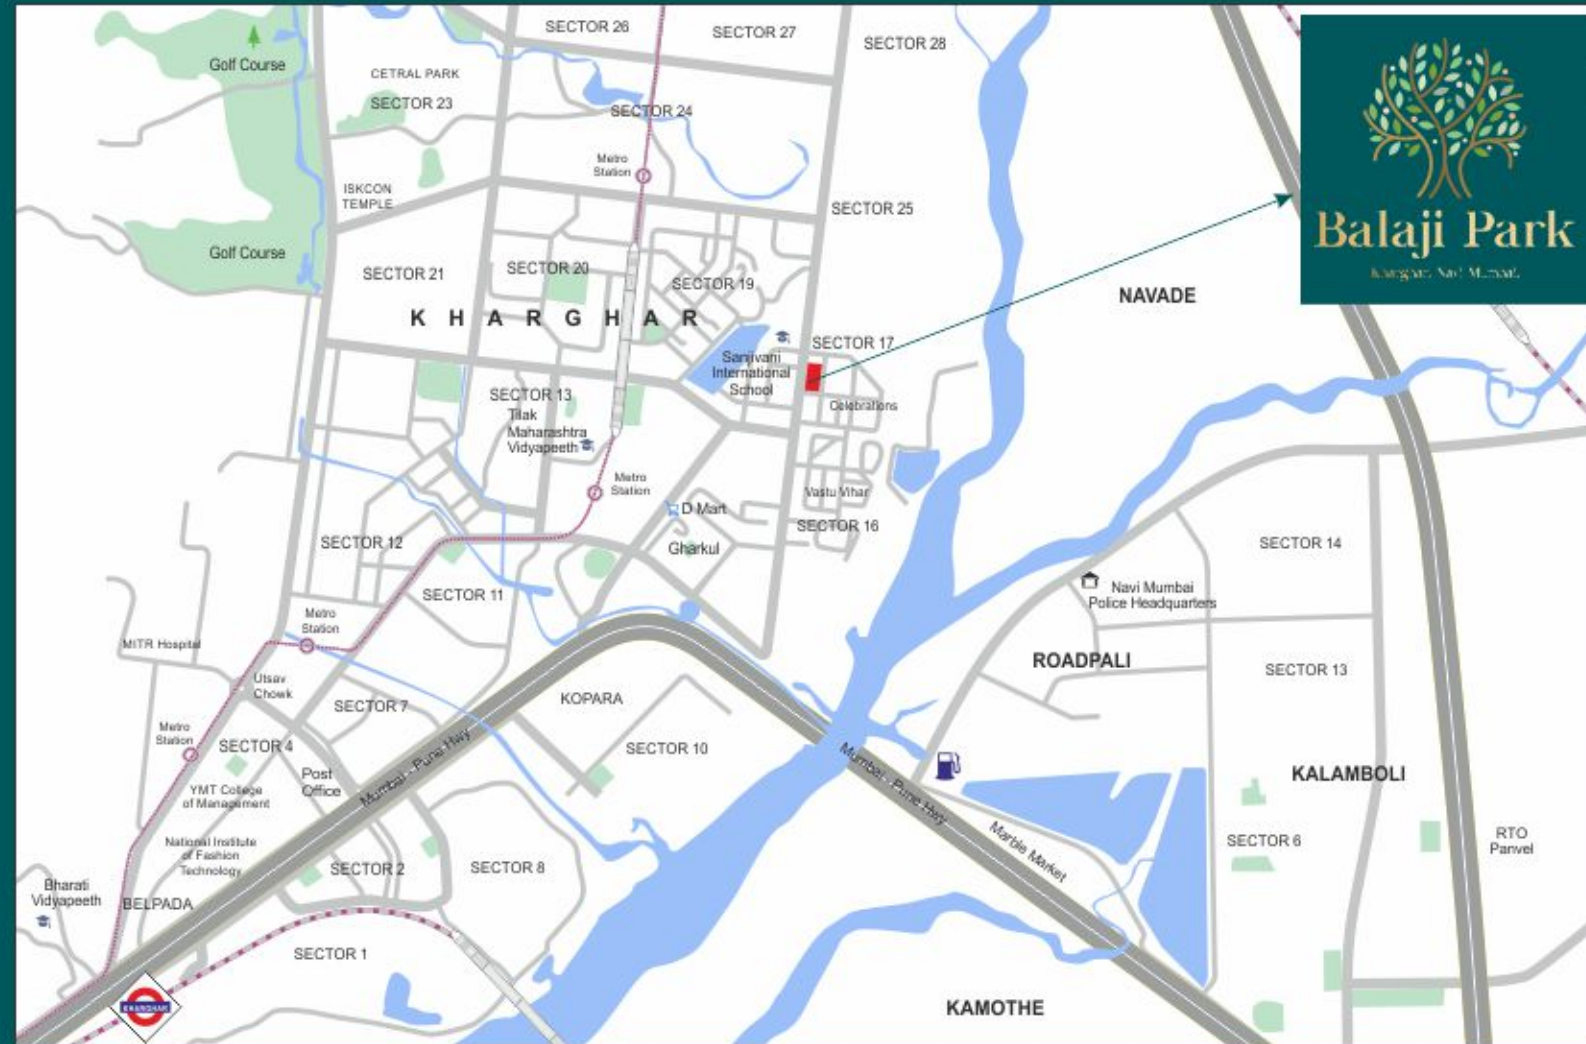 SECTOR 26
SECTOR 27
SECTOR 28
Golf Course
CETRAL PARK
SECTOR 23
SECTOR 24
Metro
Station
ISKCON
TEMPLE
SECTOR 25
Balaji Park
Kharghar, Navi Mumbai.
Golf Course
SECTOR 21
SECTOR 20
SECTOR 19
NAVADE
KHARGHAR
SECTOR 17
Sanjivani
International
School
SECTOR 13
Tilak
Maharashtra
Vidyapeeth
Celebrations
Metro
Station
Vastu Vihar
D Mart
SECTOR 16
SECTOR 12
Gharkul
SECTOR 14
SECTOR 11
Navi Mumbai
Police Headquarters
Metro
Station
MITR Hospital
ROADPALI
SECTOR 13
Utsav
Chowk
SECTOR 7
KOPARA
Metro
Station
SECTOR 4
SECTOR 10
Mumbai - Pune Hwy
Mumbai - Pune Hwy
Post
Office
KALAMBOLI
YMT College
of Management
Marble Market
SECTOR 6
RTO
Panvel
National Institute
of Fashion
Technology
SECTOR 2
SECTOR 8
Bharati
Vidyapeeth
BELPADA
SECTOR 1
KHARGHAR
KAMOTHE